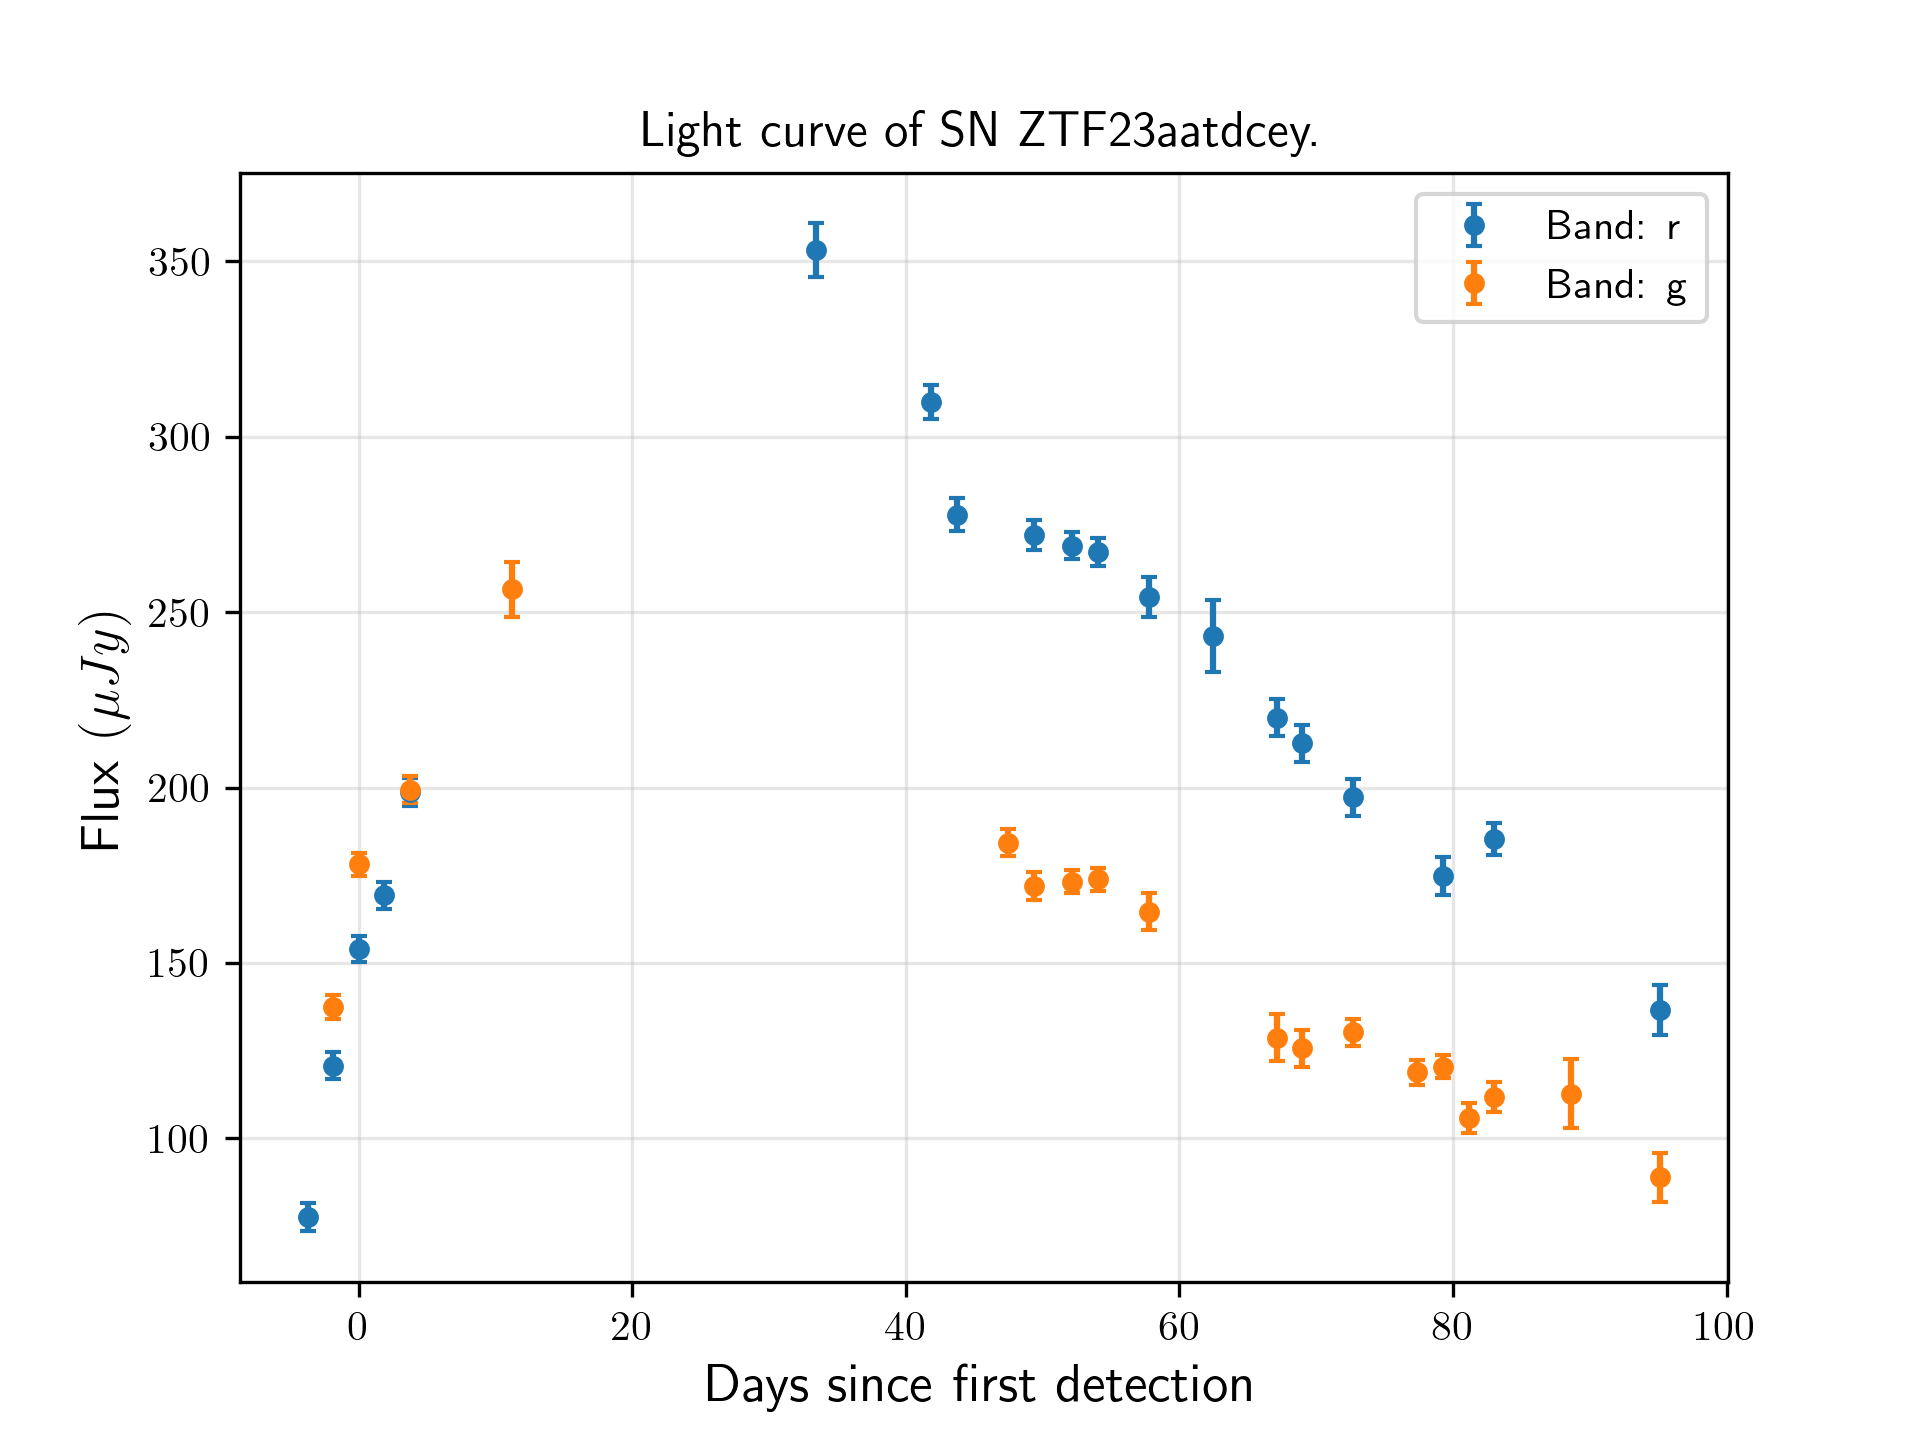 Light curve of SN ZTF23aatdcey.
Band: r
Band: g
350
300
250
200
150
100
Flux (μJy)
0 20 40 60 80 100
Days since first detection